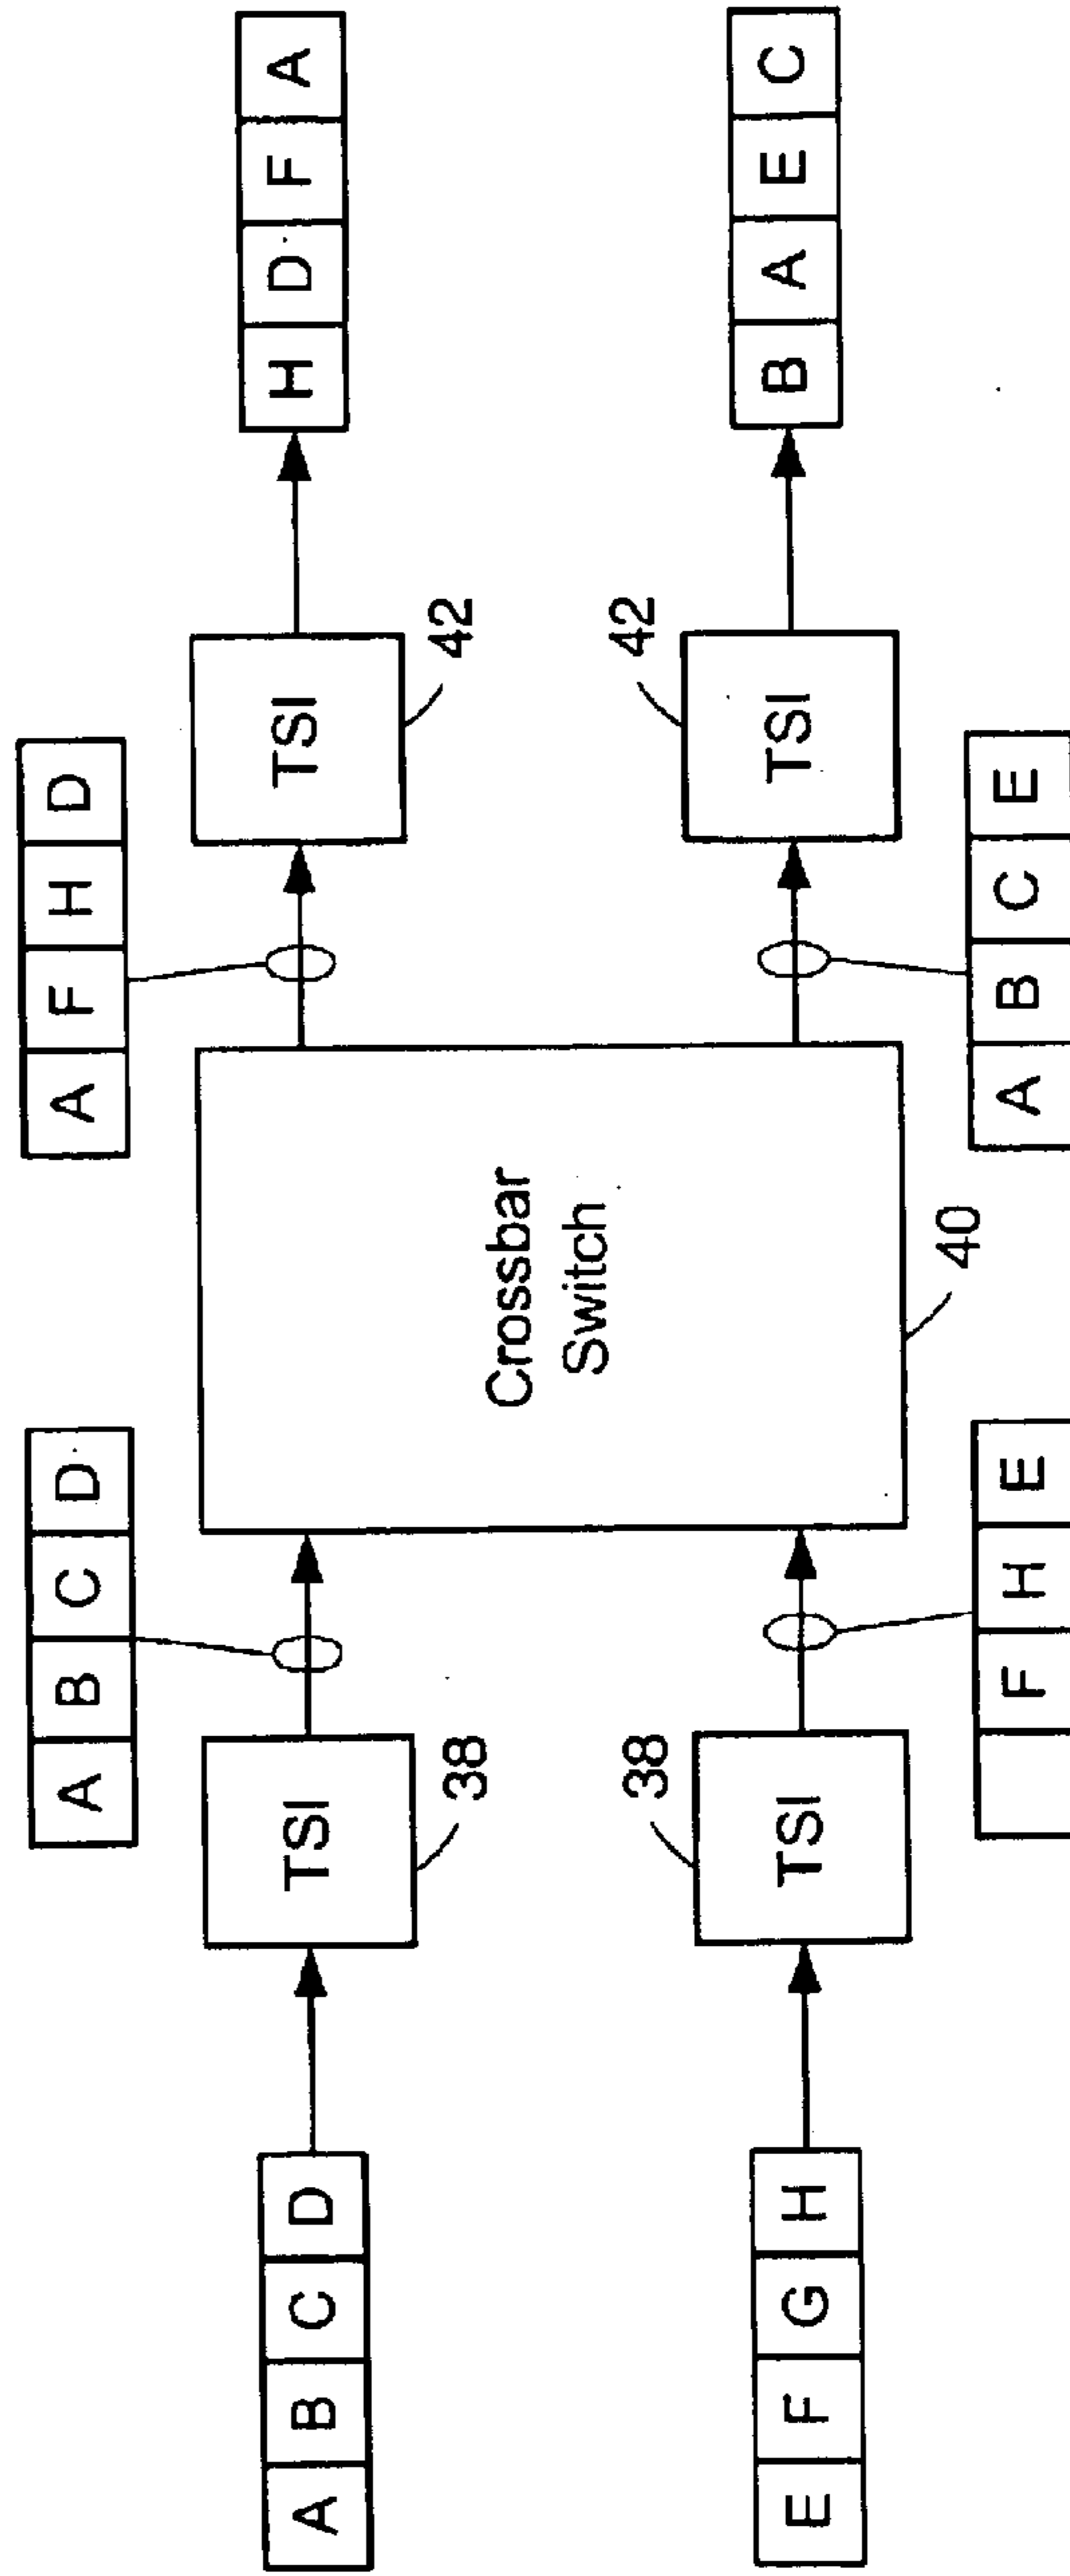 A B C D
A F H D
A B C D
TSI
TSI
H D F A
38
42
Crossbar
Switch
E F G H
38
42
TSI
TSI
B A E C
40
F H E
A B C E